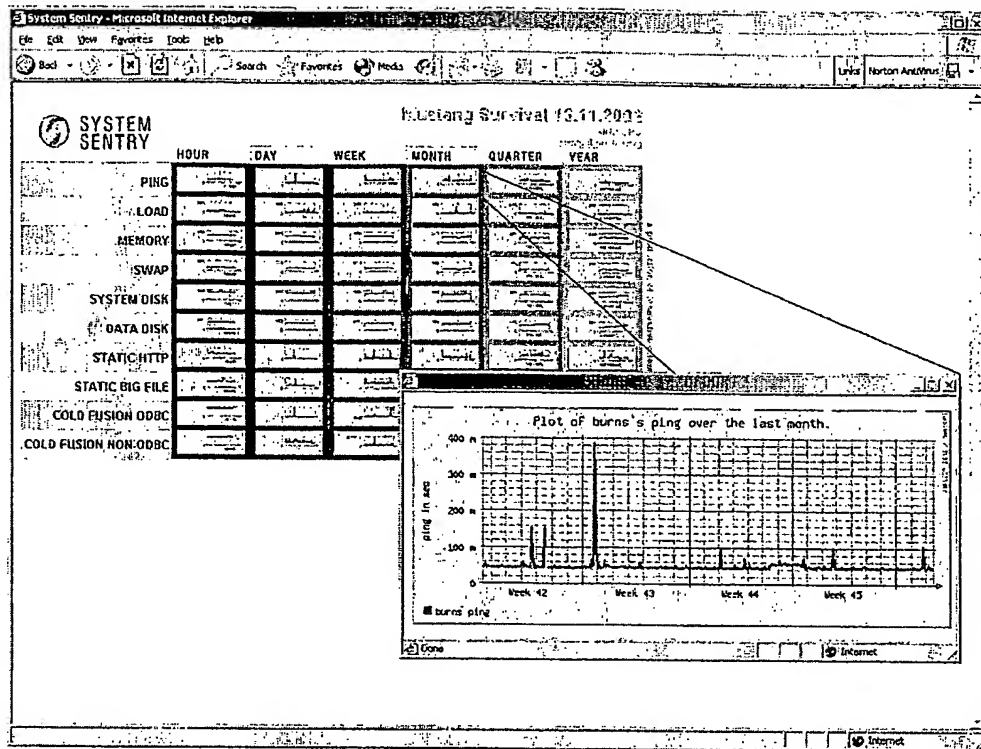 System Sentry - Microsoft Internet Explorer
File Edit View Favorites Tools Help
Back Search Favorites Media Links Norton AntiVirus
Mustang Survival
SYSTEM
SENTRY
HOUR DAY WEEK MONTH QUARTER YEAR
PING
LOAD
MEMORY
SWAP
SYSTEM DISK
DATA DISK
STATIC HTTP
STATIC BIG FILE
COLD FUSION ODBC
COLD FUSION NON-ODBC
Plot of burns's ping over the last month.
400 m
300 m
200 m
100 m
0
ping in sec
Week 42 Week 43 Week 44 Week 45
burns ping
Done Internet
Internet